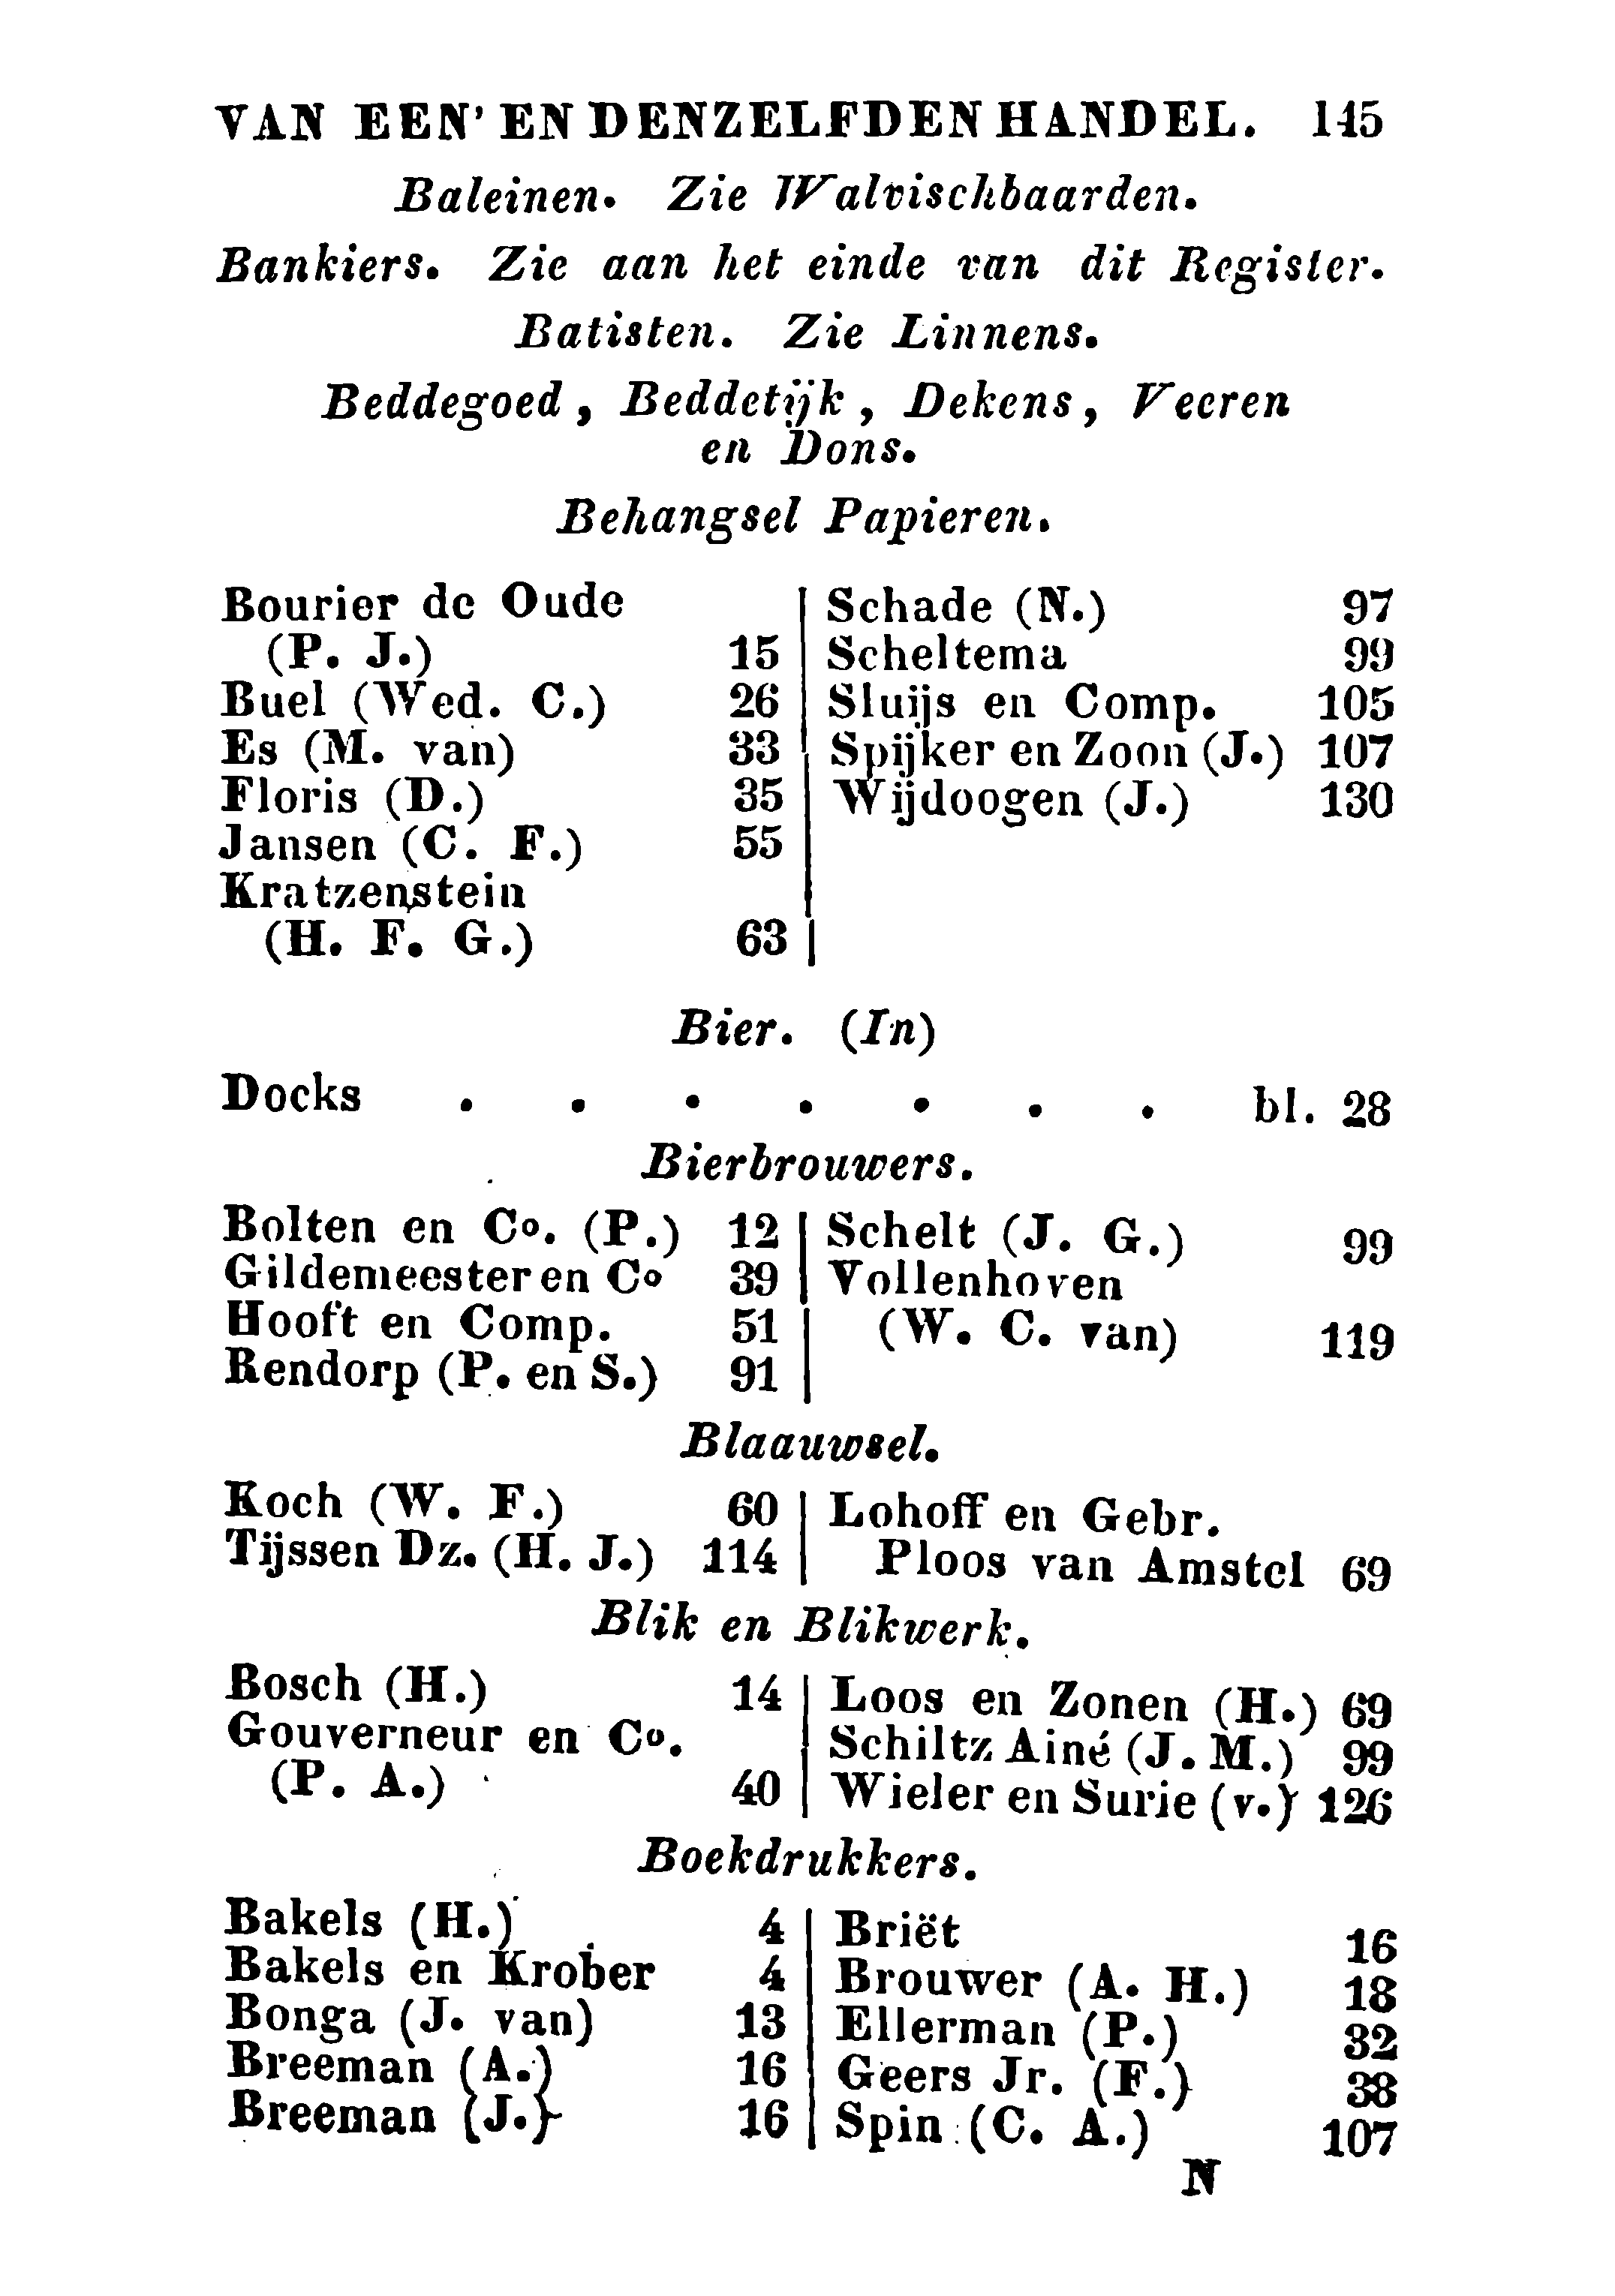 VAN EEN' EN DENZELFDEN HANDEL. 145
Baleinen. Zie Walvischbaarden.
Bankiers. Zie aan het einde van dit Register.
Batisten. Zie Linnens.
Beddegoed, Beddetijk, Dekens, Veeren
en Dons.
Behangsel Papieren.
Bourier de Oude
(P. J.) 15
Buel (Wed. C.) 26
Es (M. van) 33
Floris (D.) 35
Jansen (C. F.) 55
Kratzenstein
(H. F. G.) 63
Schade (N.) 97
Scheltema 99
Sluijs en Comp. 105
Spijker en Zoon (J.) 107
Wijdoogen (J.) 130
Bier. (In)
Docks . . . . . . . bl. 28
Bierbrouwers.
Bolten en Co. (P.) 12
Gildemeester en Co 39
Hooft en Comp. 51
Rendorp (P. en S.) 91
Schelt (J. G.) 99
Vollenhoven
(W. C. van) 119
Blaauwsel.
Koch (W. F.) 60
Tijssen Dz. (H. J.) 114
Lohoff en Gebr.
Ploos van Amstel 69
Blik en Blikwerk.
Bosch (H.) 14
Gouverneur en Co.
(P. A.) 40
Loos en Zonen (H.) 69
Schiltz Ainé (J. M.) 99
Wieler en Surie (v.) 126
Boekdrukkers.
Bakels (H.) 4
Bakels en Krober 4
Bonga (J. van) 13
Breeman (A.) 16
Breeman (J.) 16
Briët 16
Brouwer (A. H.) 18
Ellerman (P.) 32
Geers Jr. (F.) 38
Spin (C. A.) 107
N